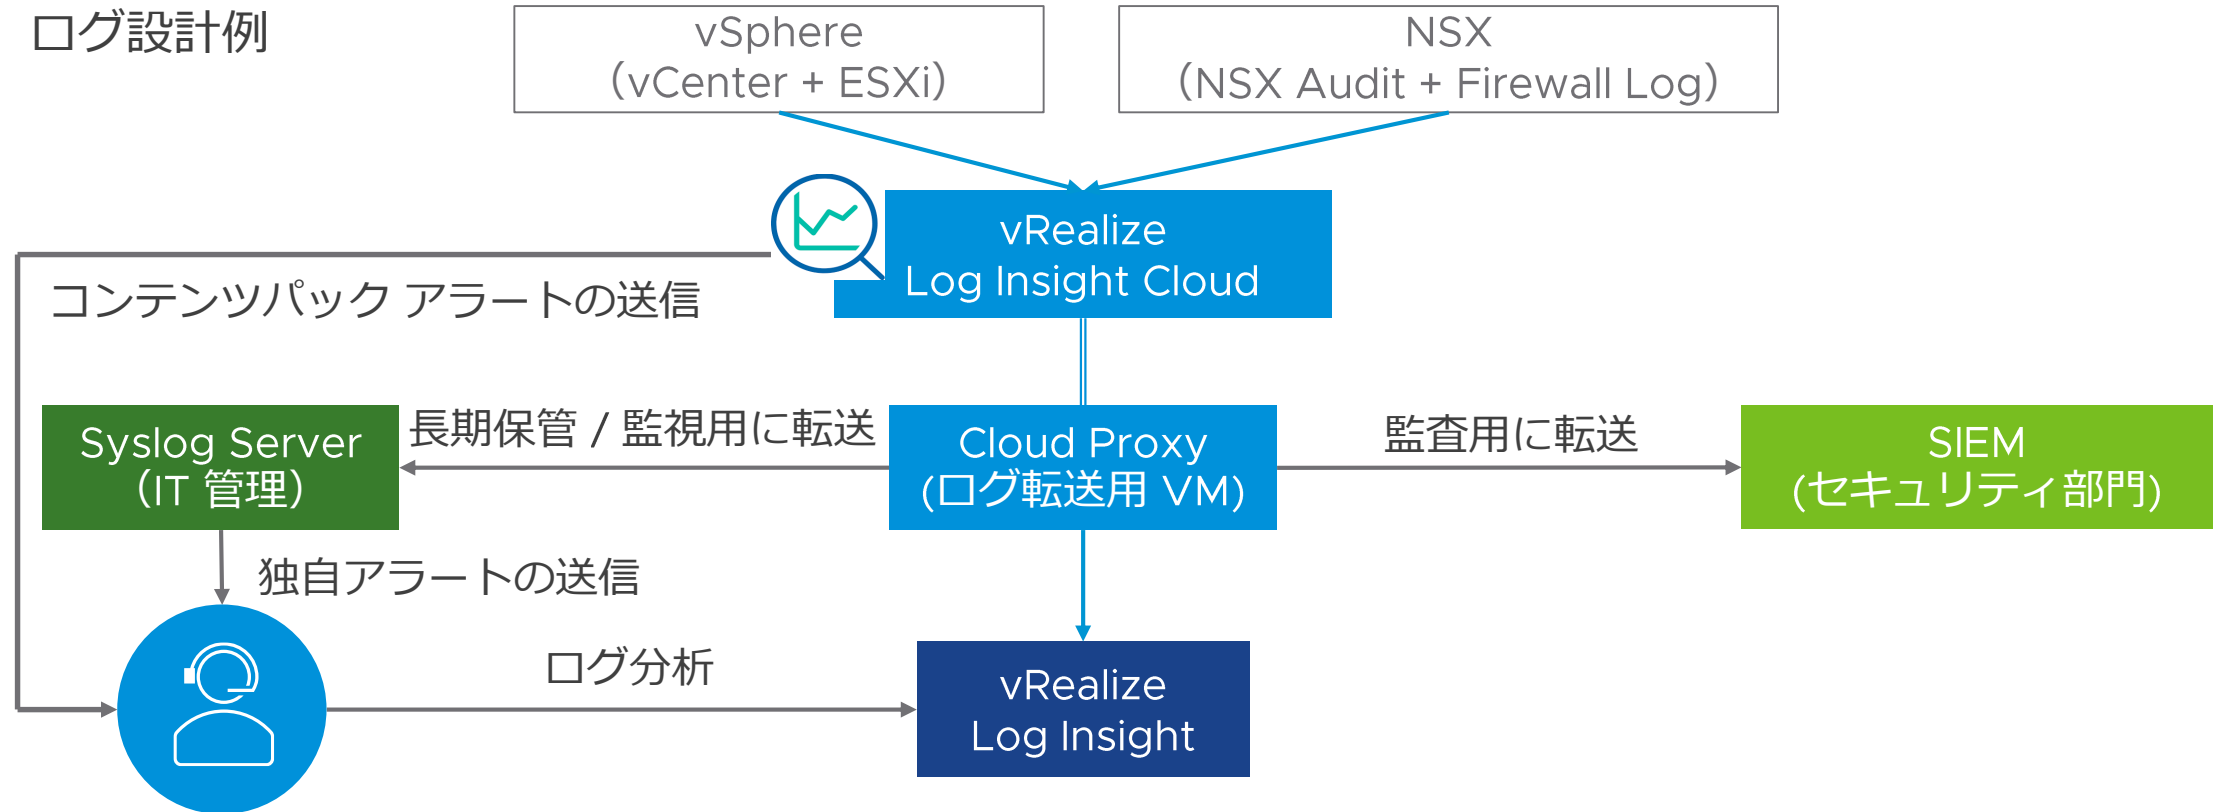 ログ設計例
vSphere
（vCenter + ESXi）
NSX
（NSX Audit + Firewall Log）
vRealize
Log Insight Cloud
コンテンツパック アラートの送信
Syslog Server
（IT 管理）
長期保管 / 監視用に転送
Cloud Proxy
(ログ転送用 VM)
監査用に転送
SIEM
(セキュリティ部門)
独自アラートの送信
ログ分析
vRealize
Log Insight